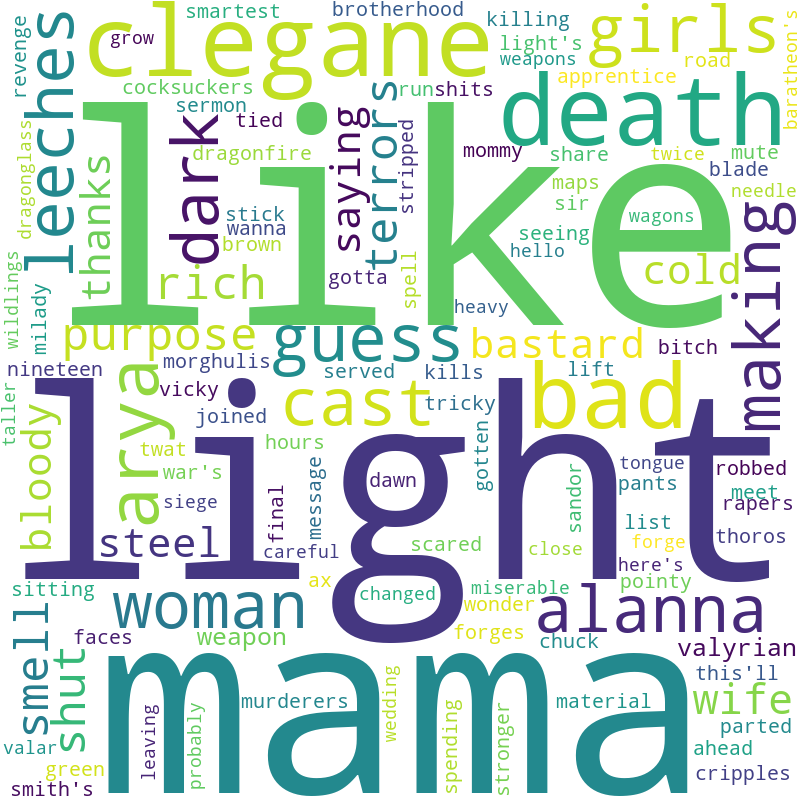 smartest
brotherhood
clegane
girls
grow
revenge
killing
light's
weapons
road
baratheon's
cocksuckers
runshits
apprentice
sermon
leeches
like
death
tied
dark
saying
terrors
stripped
mommy
share
twice
mute
dragonglass
thanks
dragonfire
maps
blade
needle
stick
sir
wagons
making
wanna
seeing
brown
hello
rich
gotta
spell
cold
wildlings
milady
heavy
purpose
guess
bastard
bitch
nineteen
morghulis
served
kills
lift
arya
vicky
cast
tricky
bad
taller
joined
bloody
twat
hours
gotten
light
war's
message
dawn
tongue
robbed
siege
final
sandor
pants
meet
rapers
list
steel
careful
scared
close
forge
thoros
here's
sitting
ax
changed
miserable
pointy
smell
woman
wonder
alanna
faces
weapon
forges
chuck
valyrian
shut
mama
wedding
this'll
murderers
material
wife
valar
leaving
probably
spending
stronger
parted
ahead
green
cripples
smith's